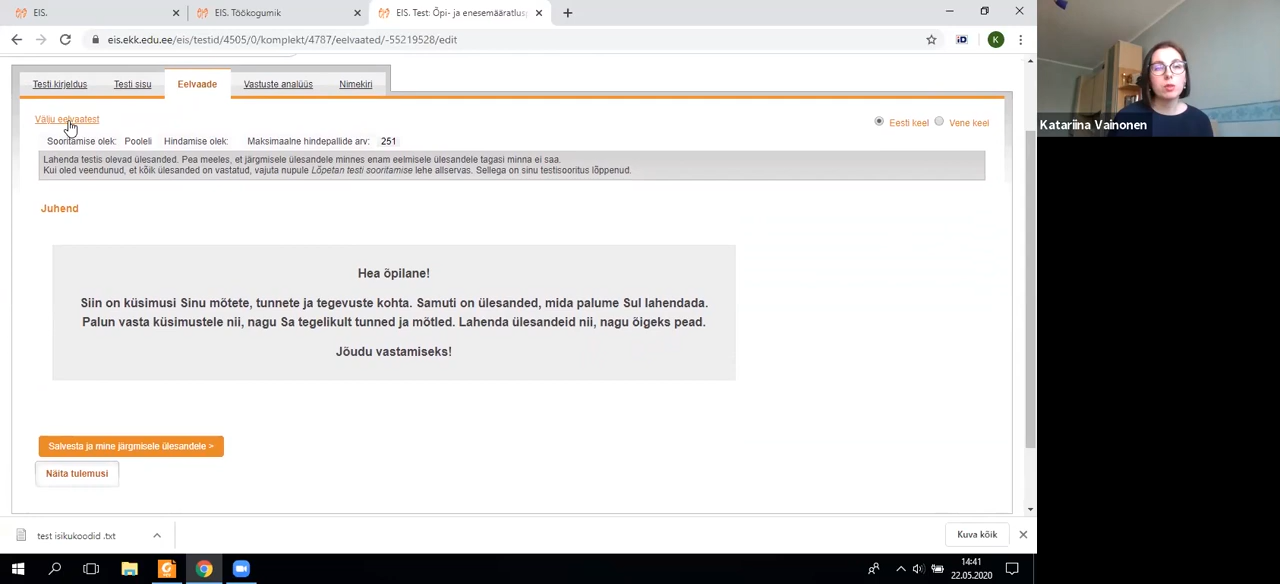 EIS.
EIS. Töökogumik
EIS. Test: Õpi- ja enesemääratlus
eis.ekk.edu.ee/eis/testid/4505/0/komplekt/4787/eelvaated/-55219528/edit
iD
K
Testi kirjeldus
Testi sisu
Eelvaade
Vastuste analüüs
Nimekiri
Välju eelvaatest
Eesti keel
Vene keel
Sooritamise olek: Pooleli Hindamise olek: Maksimaalne hindepallide arv: 251
Lahenda testis olevad ülesanded. Pea meeles, et järgmisele ülesandele minnes enam eelmisele ülesandele tagasi minna ei saa.
Kui oled veendunud, et kõik ülesanded on vastatud, vajuta nupule Lõpetan testi sooritamise lehe allservas. Sellega on sinu testisooritus lõppenud.
Juhend
Hea õpilane!
Siin on küsimusi Sinu mõtete, tunnete ja tegevuste kohta. Samuti on ülesanded, mida palume Sul lahendada.
Palun vasta küsimustele nii, nagu Sa tegelikult tunned ja mõtled. Lahenda ülesandeid nii, nagu õigeks pead.
Jõudu vastamiseks!
Salvesta ja mine järgmisele ülesandele >
Näita tulemusi
test isikukoodid .txt
Kuva kõik
14:41
22.05.2020
Katariina Vainonen